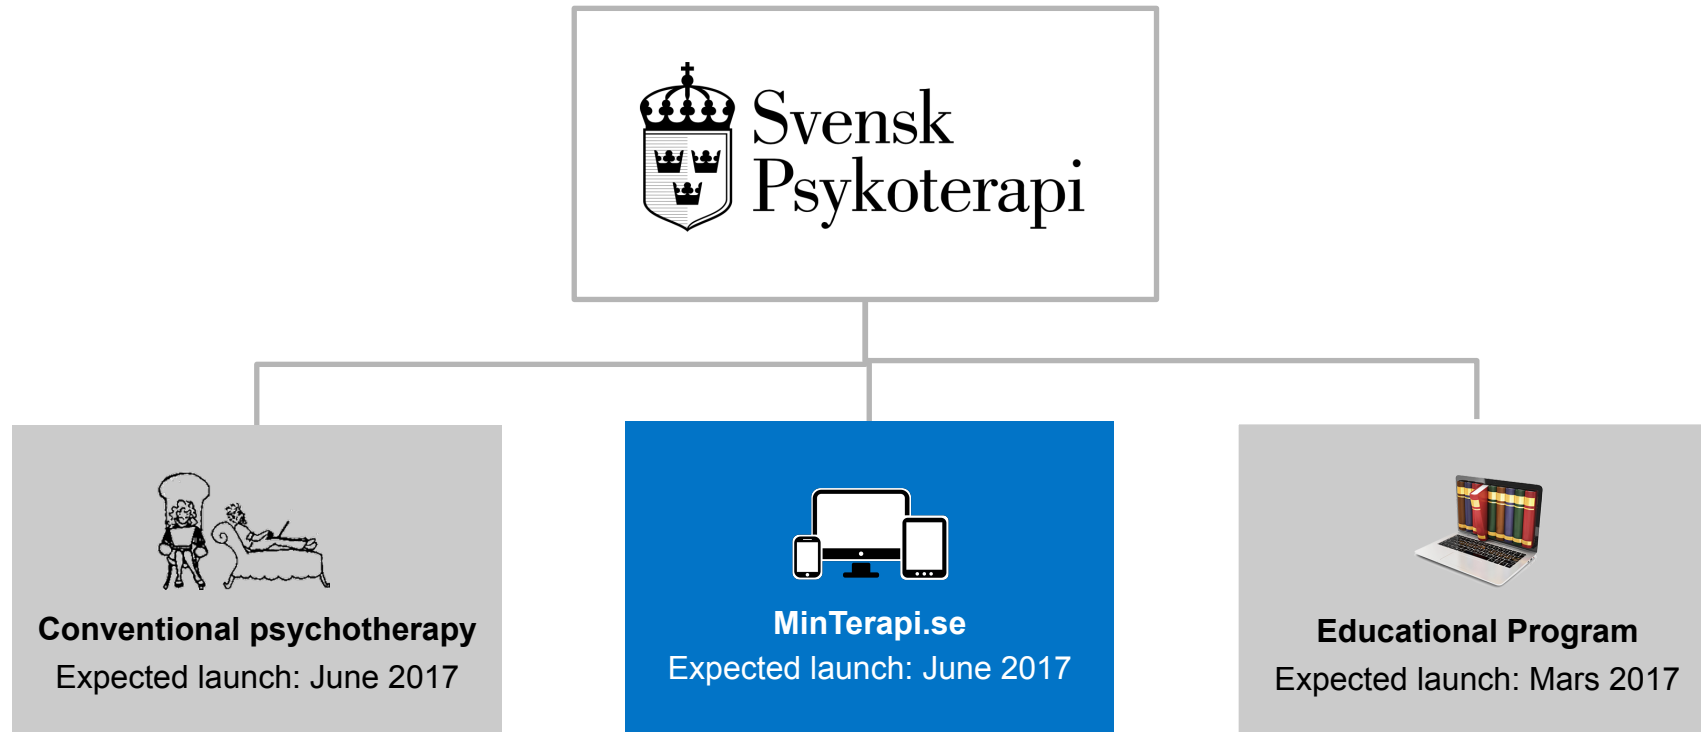 Svensk
Psykoterapi
Conventional psychotherapy
Expected launch: June 2017
MinTerapi.se
Expected launch: June 2017
Educational Program
Expected launch: Mars 2017